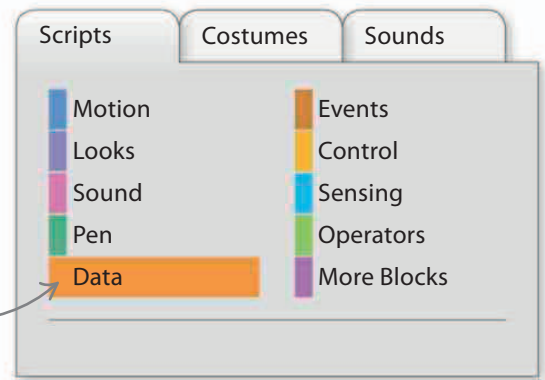 Scripts Costumes Sounds
Motion Events
Looks Control
Sound Sensing
Pen Operators
Data More Blocks